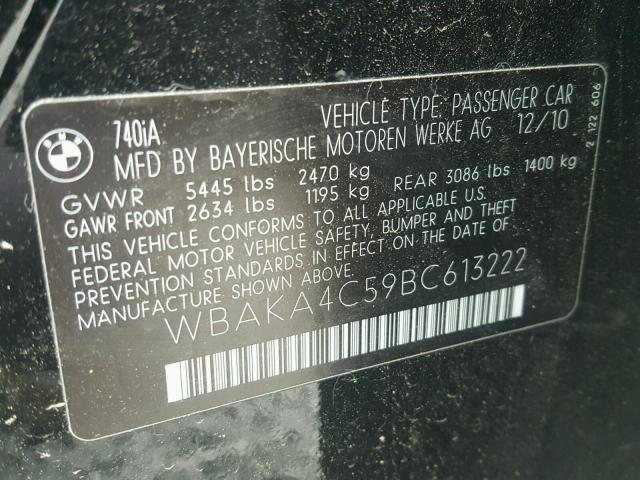 740iA VEHICLE TYPE: PASSENGER CAR
MFD BY BAYERISCHE MOTOREN WERKE AG 12/10
GVWR 5445 lbs 2470 kg
GAWR FRONT 2634 lbs 1195 kg REAR 3086 lbs 1400 kg
THIS VEHICLE CONFORMS TO ALL APPLICABLE U.S.
FEDERAL MOTOR VEHICLE SAFETY, BUMPER AND THEFT
PREVENTION STANDARDS IN EFFECT ON THE DATE OF
MANUFACTURE SHOWN ABOVE.
WBAKA4C59BC613222
2 122 606
BMW